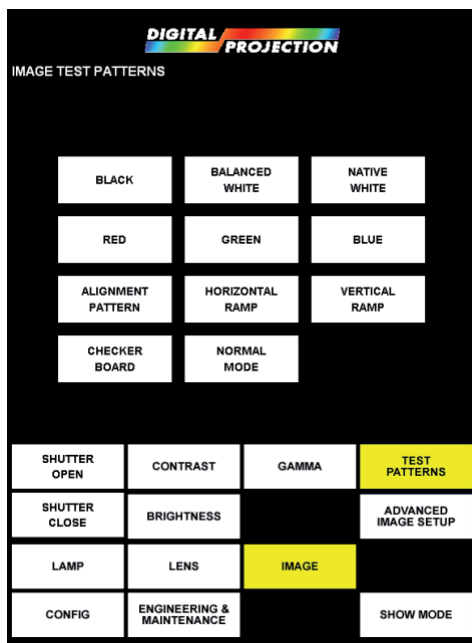 DIGITAL
PROJECTION
IMAGE TEST PATTERNS
BLACK
BALANCED
WHITE
NATIVE
WHITE
RED
GREEN
BLUE
ALIGNMENT
PATTERN
HORIZONTAL
RAMP
VERTICAL
RAMP
CHECKER
BOARD
NORMAL
MODE
SHUTTER
OPEN
CONTRAST
GAMMA
TEST
PATTERNS
SHUTTER
CLOSE
BRIGHTNESS
ADVANCED
IMAGE SETUP
LAMP
LENS
IMAGE
CONFIG
ENGINEERING &
MAINTENANCE
SHOW MODE